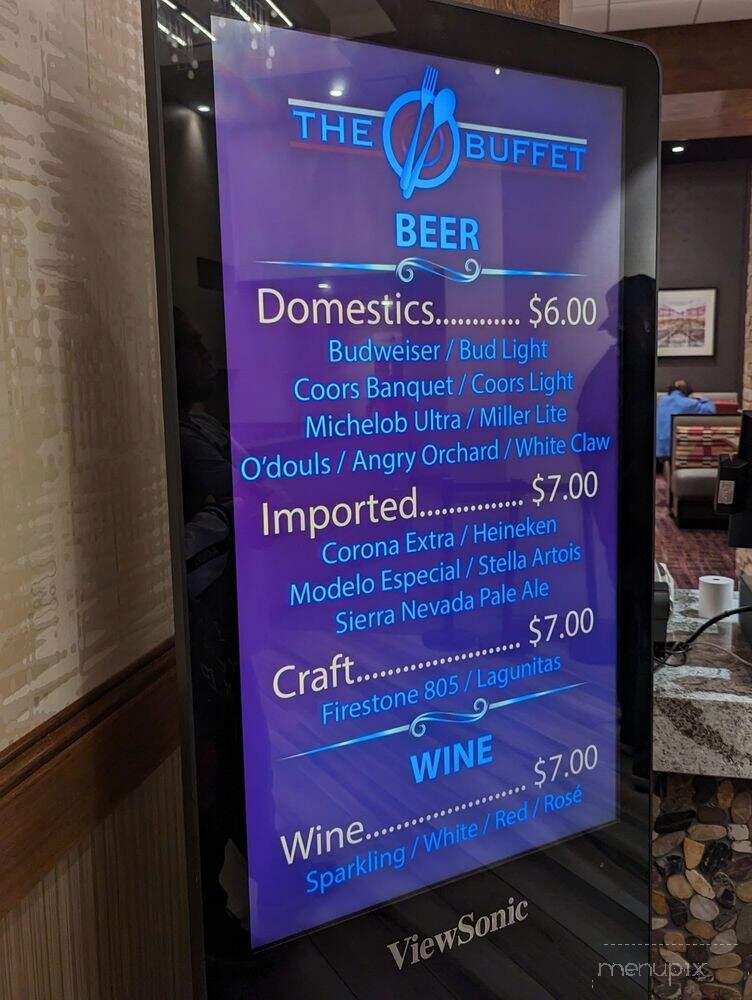 THE BUFFET
BEER
Domestics............ $6.00
Budweiser / Bud Light
Coors Banquet / Coors Light
Michelob Ultra / Miller Lite
O'douls / Angry Orchard / White Claw
Imported............... $7.00
Corona Extra / Heineken
Modelo Especial / Stella Artois
Sierra Nevada Pale Ale
Craft....................... $7.00
Firestone 805 / Lagunitas
WINE
Wine...................... $7.00
Sparkling / White / Red / Rosé
ViewSonic
menupix